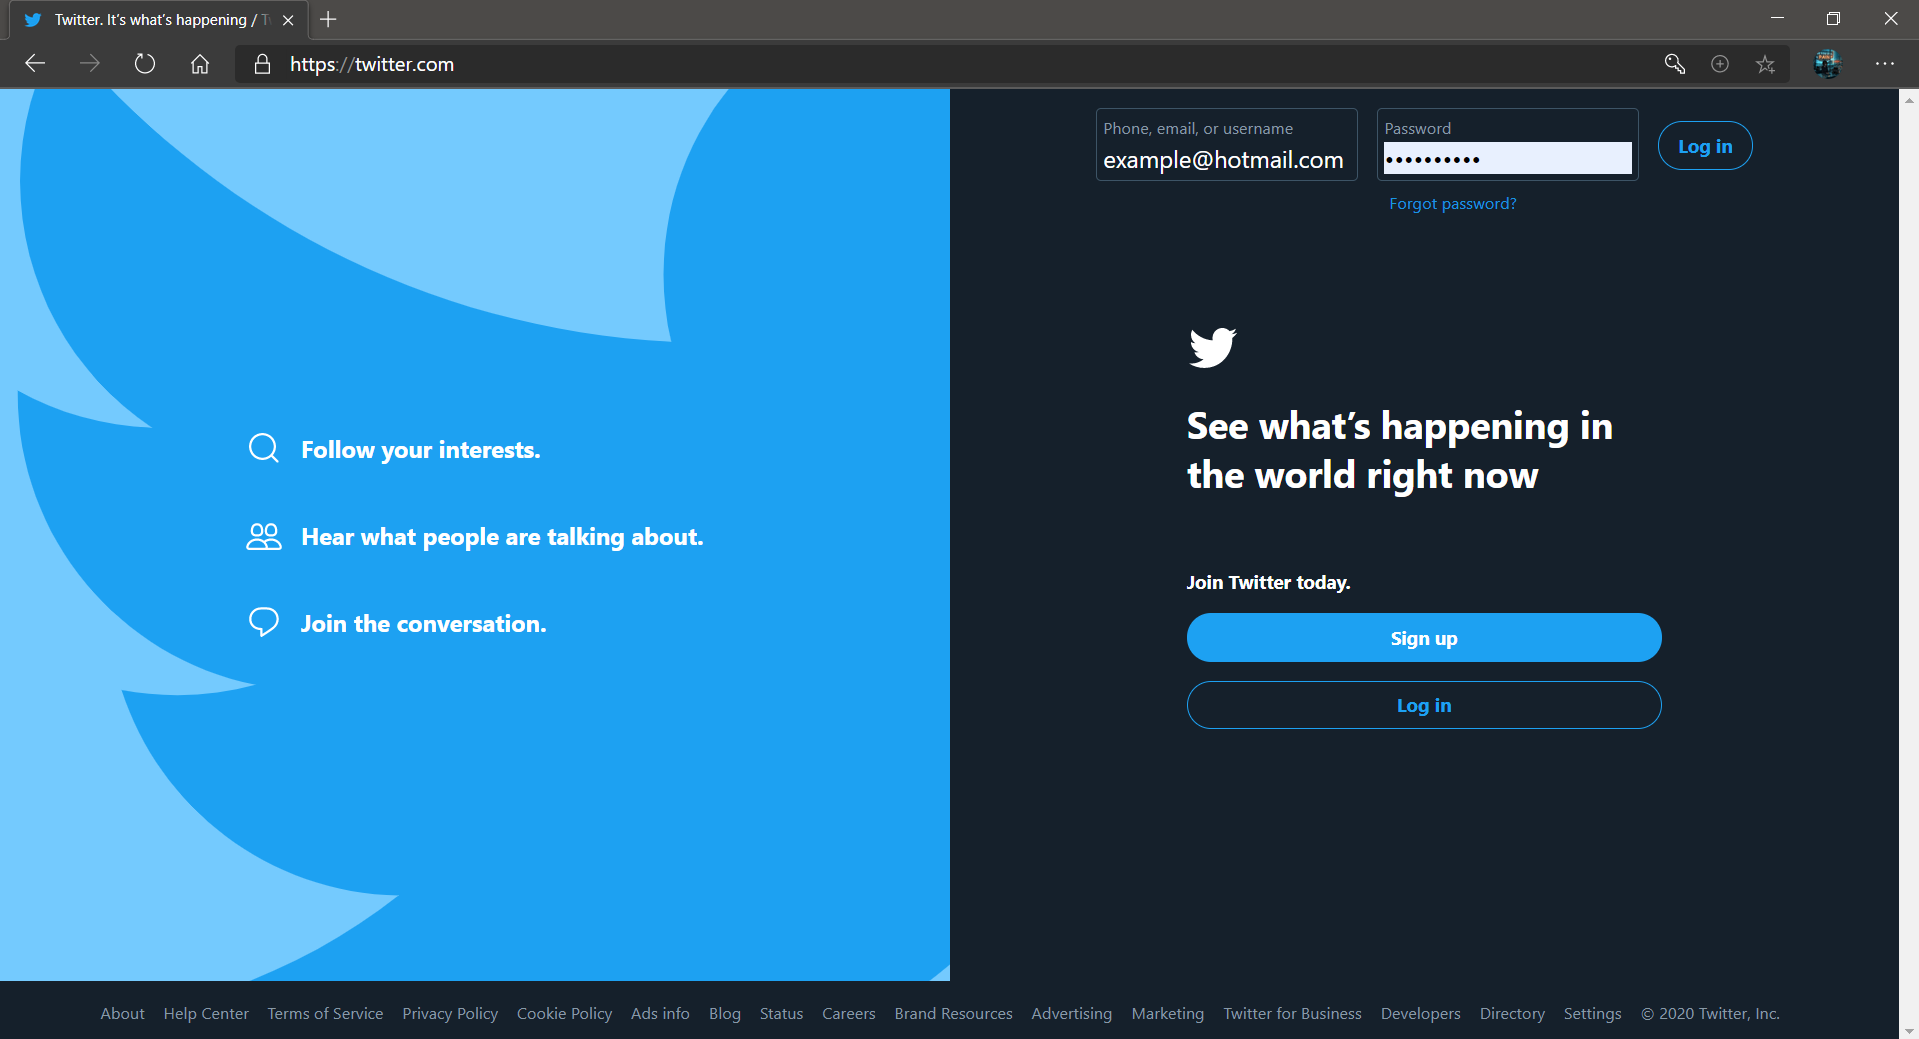 Twitter. It's what's happening /
https://twitter.com
Phone, email, or username
example@hotmail.com
Password
••••••••••
Log in
Forgot password?
Follow your interests.
Hear what people are talking about.
Join the conversation.
See what's happening in
the world right now
Join Twitter today.
Sign up
Log in
About Help Center Terms of Service Privacy Policy Cookie Policy Ads info Blog Status Careers Brand Resources Advertising Marketing Twitter for Business Developers Directory Settings © 2020 Twitter, Inc.